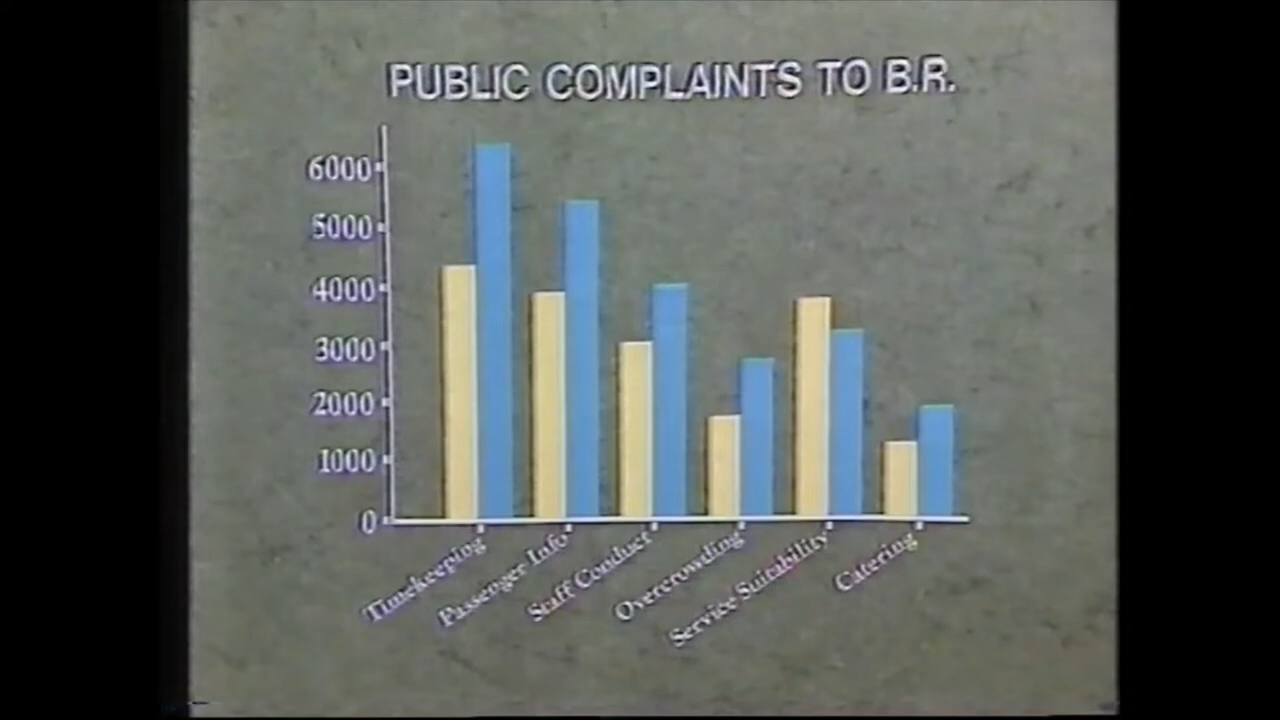 PUBLIC COMPLAINTS TO B.R.
6000
5000
4000
3000
2000
1000
0
Timekeeping
Passenger Info
Staff Conduct
Overcrowding
Service Suitability
Catering